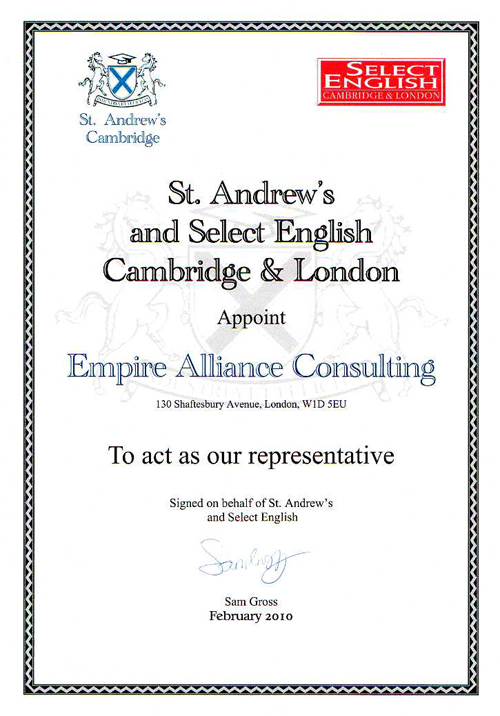 St. Andrew's
Cambridge
SELECT
ENGLISH
CAMBRIDGE & LONDON
St. Andrew's
and Select English
Cambridge & London
Appoint
Empire Alliance Consulting
130 Shaftesbury Avenue, London, W1D 5EU
To act as our representative
Signed on behalf of St. Andrew's
and Select English
Sam Gross
February 2010